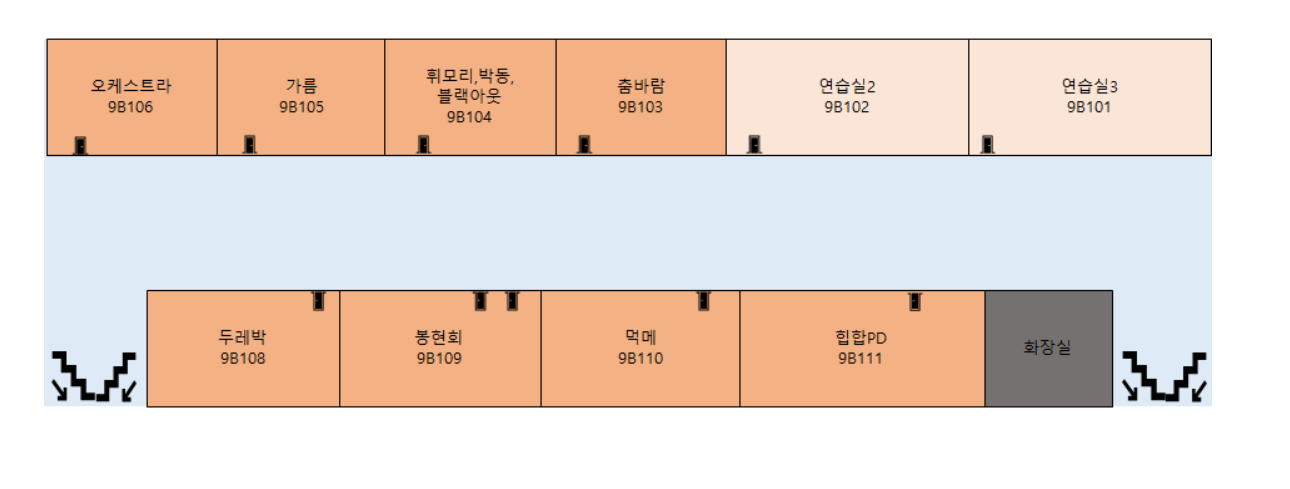 오케스트라
9B106
가름
9B105
휘모리,박동,
블랙아웃
9B104
춤바람
9B103
연습실2
9B102
연습실3
9B101
두레박
9B108
봉현회
9B109
먹메
9B110
힙합PD
9B111
화장실